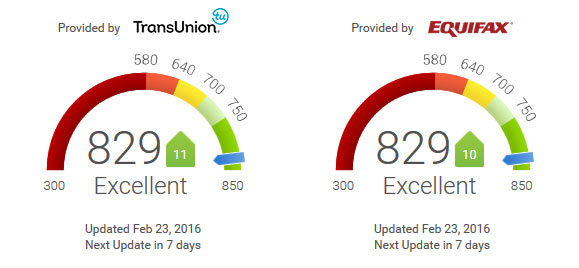 Provided by TransUnion® tu
580
640
700
750
829 11
300 Excellent 850
Updated Feb 23, 2016
Next Update in 7 days
Provided by EQUIFAX
580
640
700
750
829 10
300 Excellent 850
Updated Feb 23, 2016
Next Update in 7 days